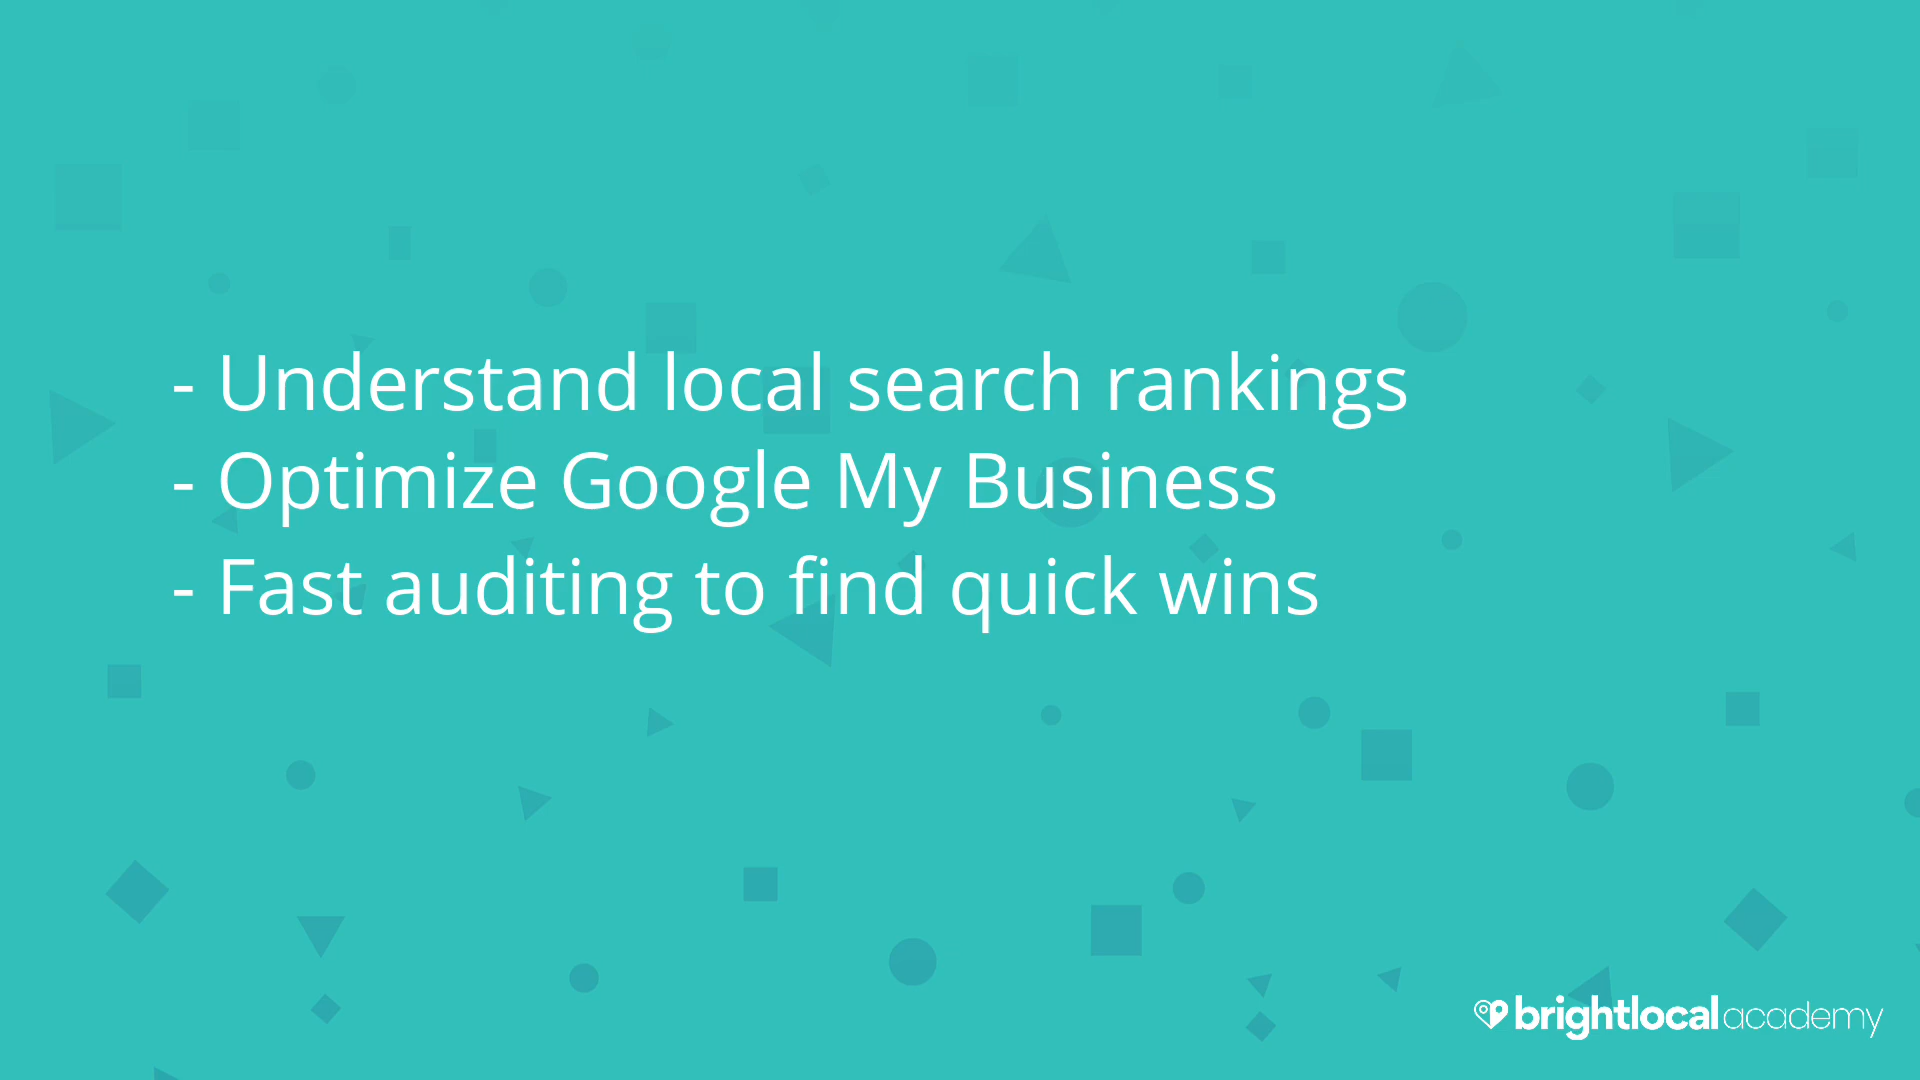 - Understand local search rankings
- Optimize Google My Business
- Fast auditing to find quick wins
brightlocal academy